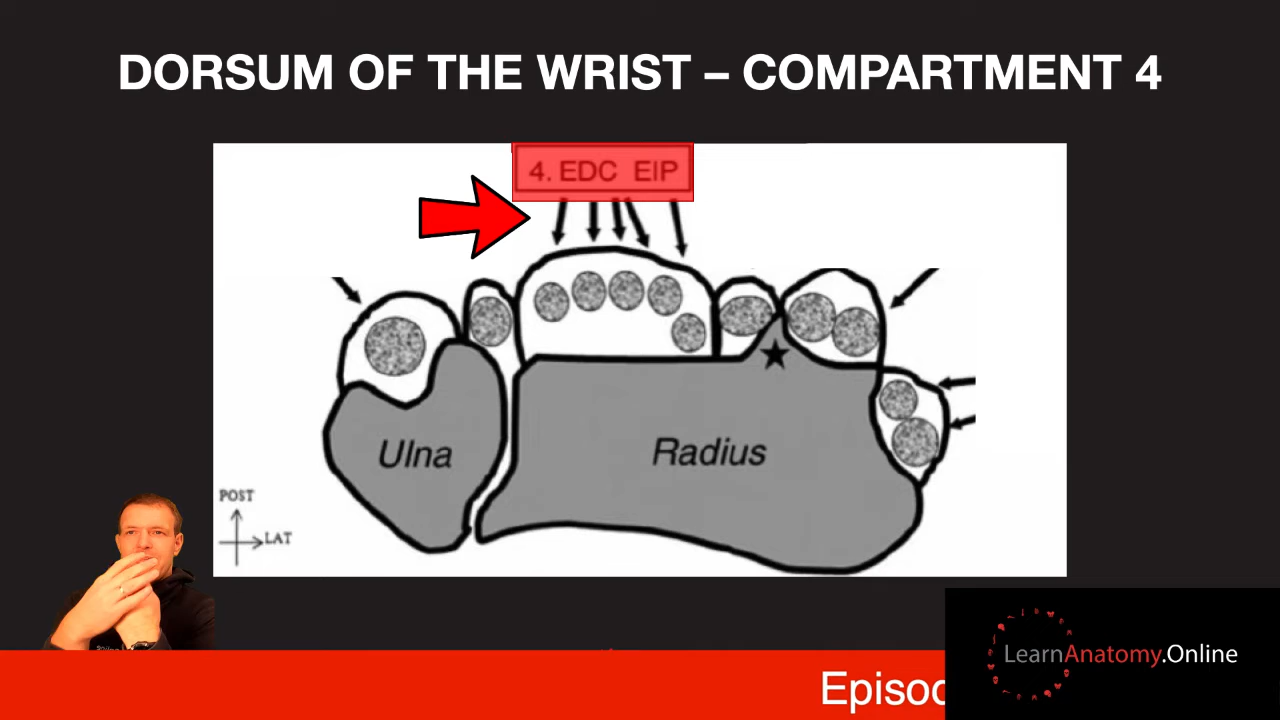 DORSUM OF THE WRIST – COMPARTMENT 4
4. EDC EIP
Ulna
Radius
POST
LAT
LearnAnatomy.Online
Episod